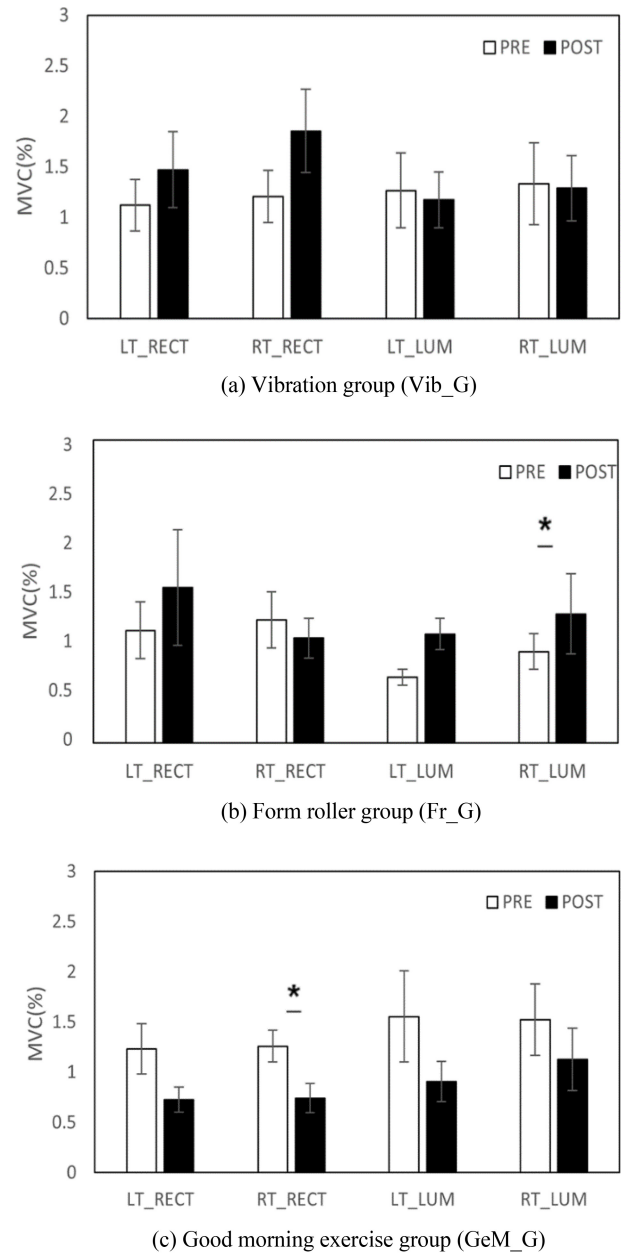 3
PRE POST
2.5
2
MVC(%)
1.5
1
0.5
0
LT_RECT RT_RECT LT_LUM RT_LUM
(a) Vibration group (Vib_G)
3
PRE POST
2.5
*
2
MVC(%)
1.5
1
0.5
0
LT_RECT RT_RECT LT_LUM RT_LUM
(b) Form roller group (Fr_G)
3
PRE POST
2.5
2
*
MVC(%)
1.5
1
0.5
0
LT_RECT RT_RECT LT_LUM RT_LUM
(c) Good morning exercise group (GeM_G)